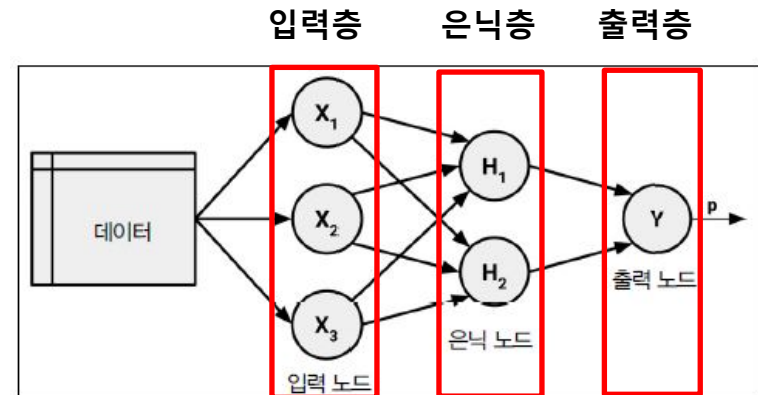 입력층 은닉층 출력층
X1
H1
데이터
X2
Y
p
H2
출력 노드
X3
은닉 노드
입력 노드